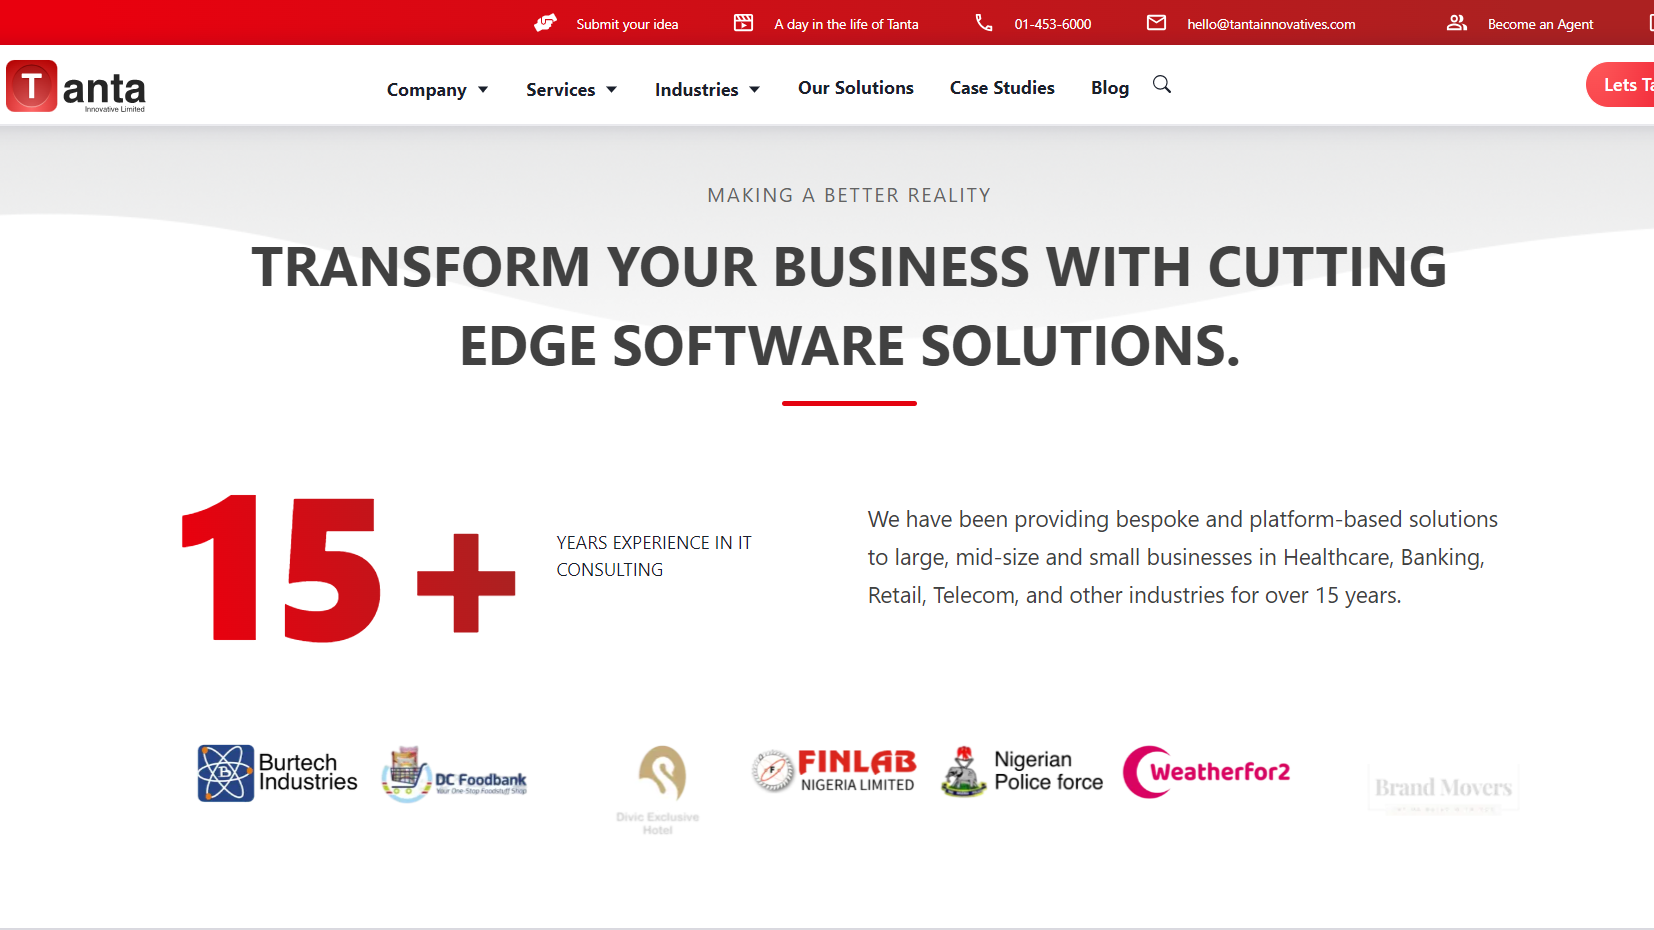 Submit your idea
A day in the life of Tanta
01-453-6000
hello@tantainnovatives.com
Become an Agent
Tanta
Innovative Limited
Company
Services
Industries
Our Solutions
Case Studies
Blog
Lets Ta
MAKING A BETTER REALITY
TRANSFORM YOUR BUSINESS WITH CUTTING
EDGE SOFTWARE SOLUTIONS.
15+
YEARS EXPERIENCE IN IT
CONSULTING
We have been providing bespoke and platform-based solutions
to large, mid-size and small businesses in Healthcare, Banking,
Retail, Telecom, and other industries for over 15 years.
B
Burtech
Industries
DC Foodbank
Your One-Stop Foodstuff Shop
Divic Exclusive
Hotel
F
FINLAB
NIGERIA LIMITED
Nigerian
Police force
Weatherfor2
Brand Movers